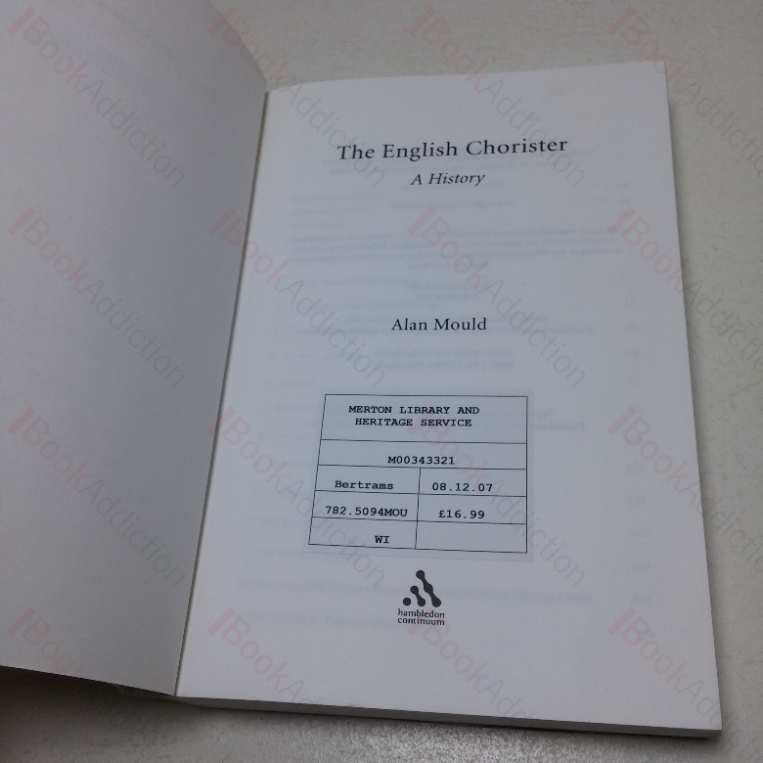 The English Chorister
A History
Alan Mould
MERTON LIBRARY AND
HERITAGE SERVICE
M00343321
Bertrams 08.12.07
782.5094MOU £16.99
WI
hambledon
continuum
BookAddiction